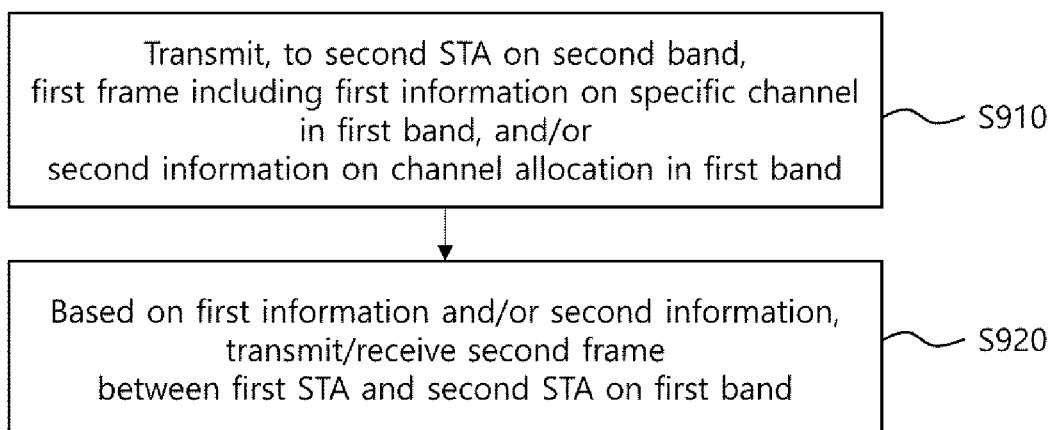 Transmit, to second STA on second band,
first frame including first information on specific channel
in first band, and/or
second information on channel allocation in first band
S910
Based on first information and/or second information,
transmit/receive second frame
between first STA and second STA on first band
S920